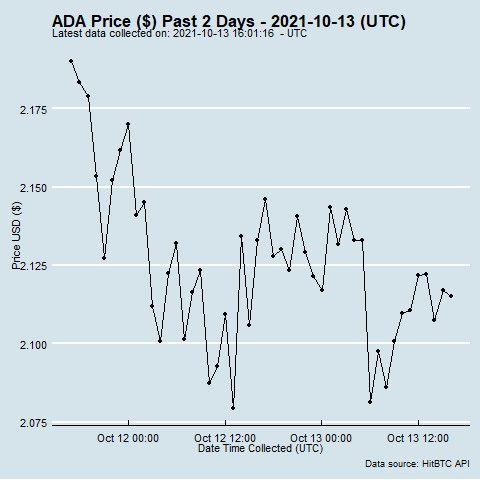 ADA Price ($) Past 2 Days - 2021-10-13 (UTC)
Latest data collected on: 2021-10-13 16:01:16 - UTC
2.175
2.150
2.125
2.100
2.075
Price USD ($)
Oct 12 00:00 Oct 12 12:00 Oct 13 00:00 Oct 13 12:00
Date Time Collected (UTC)
Data source: HitBTC API